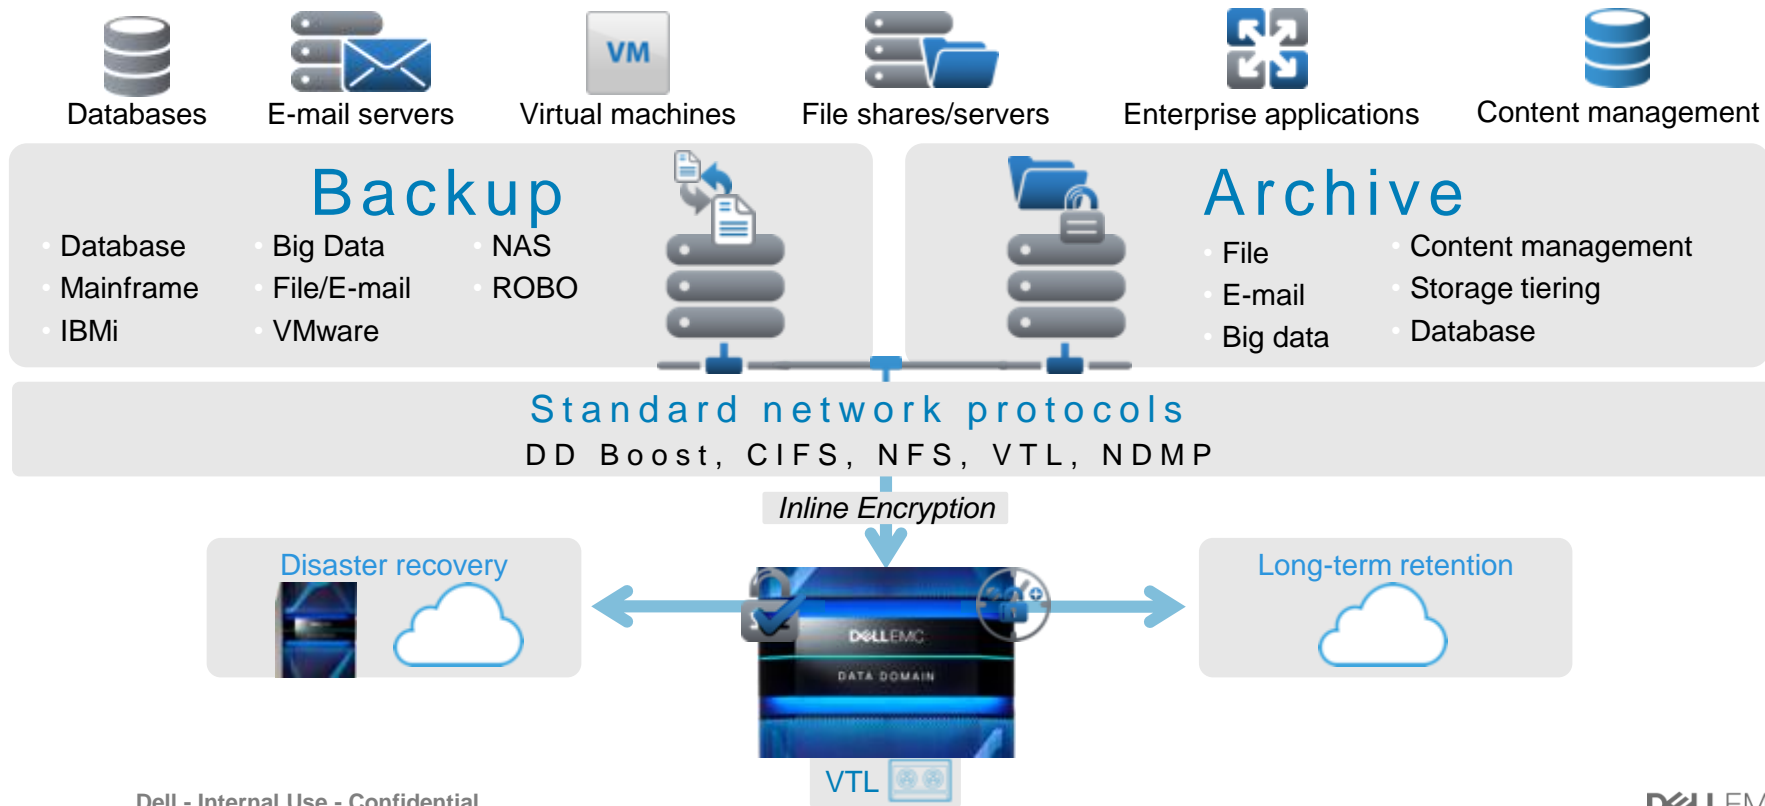 VM
Databases
E-mail servers
Virtual machines
File shares/servers
Enterprise applications
Content management
Backup
Database
Mainframe
IBMi
Big Data
File/E-mail
VMware
NAS
ROBO
Archive
File
E-mail
Big data
Content management
Storage tiering
Database
Standard network protocols
DD Boost, CIFS, NFS, VTL, NDMP
Inline Encryption
Disaster recovery
Long-term retention
DELLEMC
DATA DOMAIN
VTL
Dell - Internal Use - Confidential
DELLEM